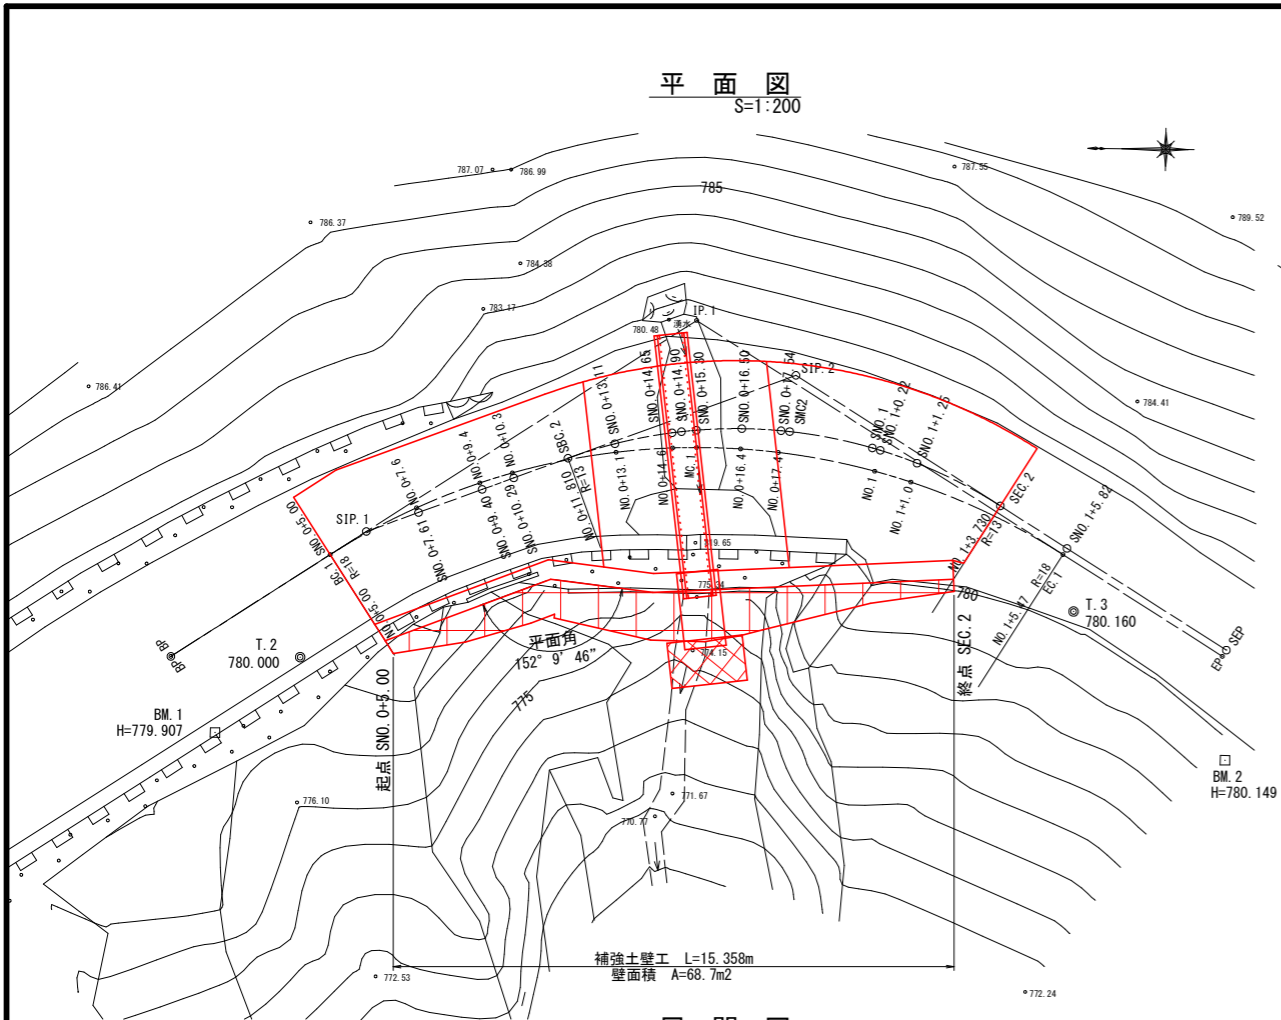 平 面 図
S=1:200
787.07
786.99
785
787.55
789.52
786.37
784.38
783.17
786.41
784.41
780.48
湧水
IP.1
SIP.2
SNO.0+14.65
SNO.0+14.90
SNO.0+15.30
SNO.0+16.50
SNO.0+17.54
SMC2
SNO.1
SNO.1+0.22
SNO.1+1.25
SNO.0+13.11
SBC.2
NO.0+10.3
NO.0+9.4
NO.0+7.6
SNO.0+5.00
SIP.1
BC.1
R=18
NO.0+5.00
SNO.0+7.61
SNO.0+9.40
SNO.0+10.29
NO.0+11.810
R=13
NO.0+13.1
NO.0+14.6
MC.1
NO.0+16.4
NO.0+17.4
NO.1
NO.1+1.0
NO.1+3.730
R=13
SEC.2
SNO.1+5.82
R=18
EC.1
NO.1+5.47
780
T.3
780.160
SEP
EP
BP
BP
T.2
780.000
775.34
774.15
平面角
152° 9' 46"
775
BM.1
H=779.907
起点 SNO.0+5.00
終点 SEC.2
BM.2
H=780.149
776.10
771.67
770.77
補強土壁工 L=15.358m
壁面積 A=68.7m2
772.53
772.24